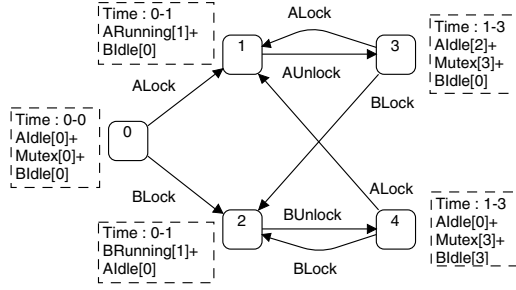 Time : 0-1
ARunning[1]+
BIdle[0]
1
ALock
3
Time : 1-3
AIdle[2]+
Mutex[3]+
BIdle[0]
AUnlock
ALock
BLock
Time : 0-0
AIdle[0]+
Mutex[0]+
BIdle[0]
0
BLock
ALock
2
BUnlock
4
Time : 1-3
AIdle[0]+
Mutex[3]+
BIdle[3]
BLock
Time : 0-1
BRunning[1]+
AIdle[0]